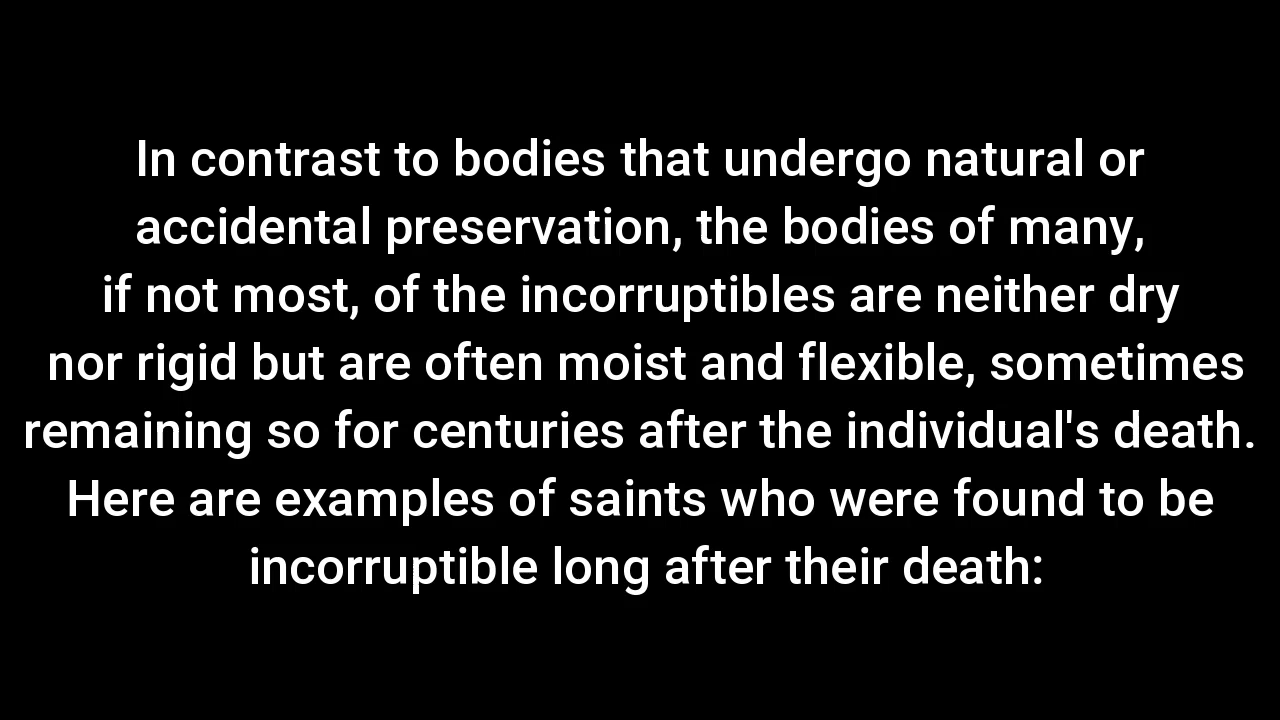 In contrast to bodies that undergo natural or
accidental preservation, the bodies of many,
if not most, of the incorruptibles are neither dry
nor rigid but are often moist and flexible, sometimes
remaining so for centuries after the individual's death.
Here are examples of saints who were found to be
incorruptible long after their death: